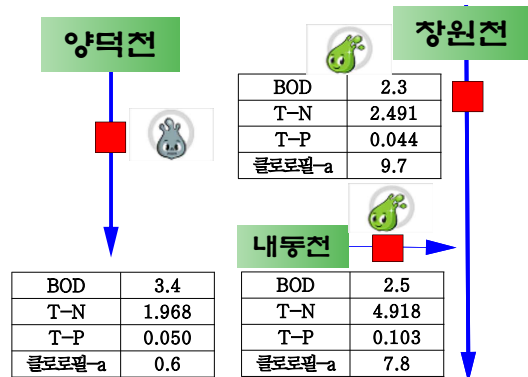 양덕천
창원천
BOD 2.3
T-N 2.491
T-P 0.044
클로로필-a 9.7
내동천
BOD 3.4
T-N 1.968
T-P 0.050
클로로필-a 0.6
BOD 2.5
T-N 4.918
T-P 0.103
클로로필-a 7.8